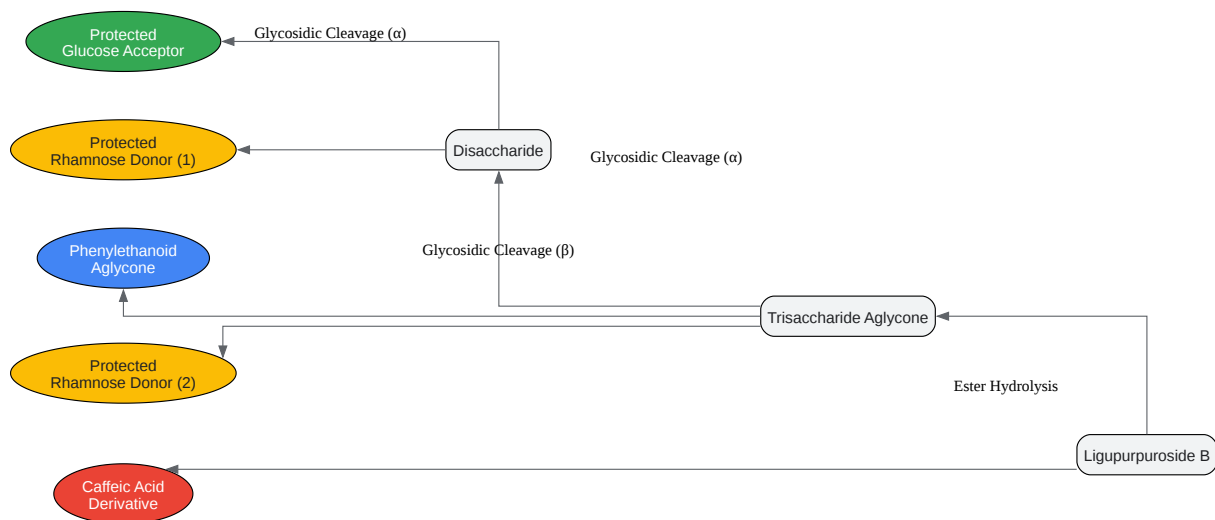 Protected
Glucose Acceptor
Glycosidic Cleavage (α)
Protected
Rhamnose Donor (1)
Disaccharide
Glycosidic Cleavage (α)
Phenylethanoid
Aglycone
Glycosidic Cleavage (β)
Trisaccharide Aglycone
Protected
Rhamnose Donor (2)
Ester Hydrolysis
Ligupurpuroside B
Caffeic Acid
Derivative